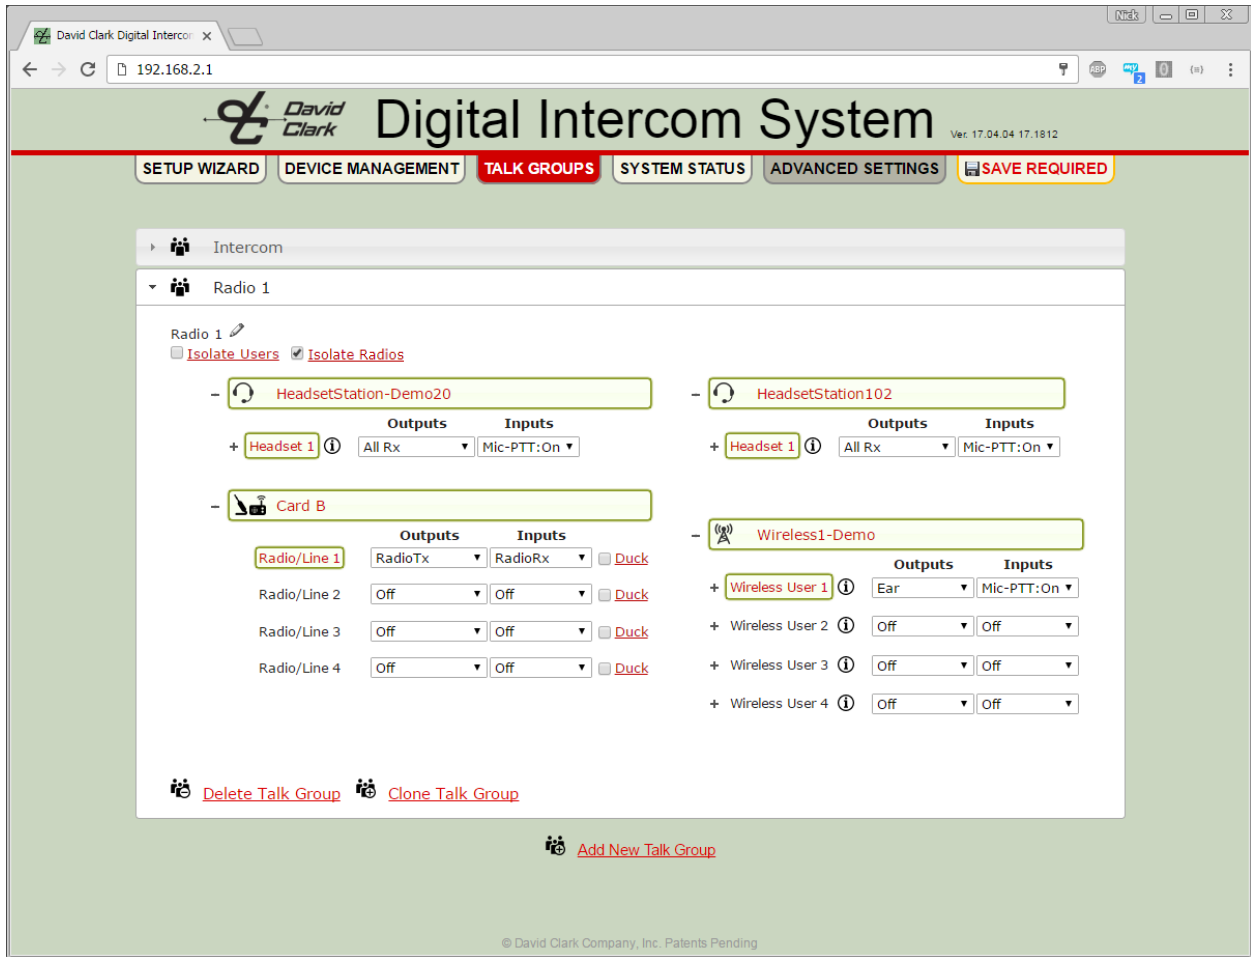 Nick
David Clark Digital Intercor
192.168.2.1
ABP
2
0
David
Clark
Digital Intercom System
Ver. 17.04.04 17.1812
SETUP WIZARD DEVICE MANAGEMENT TALK GROUPS SYSTEM STATUS ADVANCED SETTINGS SAVE REQUIRED
Intercom
Radio 1
Radio 1
Isolate Users Isolate Radios
HeadsetStation-Demo20
Outputs Inputs
Headset 1 All Rx Mic-PTT:On
HeadsetStation102
Outputs Inputs
Headset 1 All Rx Mic-PTT:On
Card B
Outputs Inputs
Radio/Line 1 RadioTx RadioRx Duck
Radio/Line 2 Off Off Duck
Radio/Line 3 Off Off Duck
Radio/Line 4 Off Off Duck
Wireless1-Demo
Outputs Inputs
Wireless User 1 Ear Mic-PTT:On
Wireless User 2 Off Off
Wireless User 3 Off Off
Wireless User 4 Off Off
Delete Talk Group Clone Talk Group
Add New Talk Group
© David Clark Company, Inc. Patents Pending